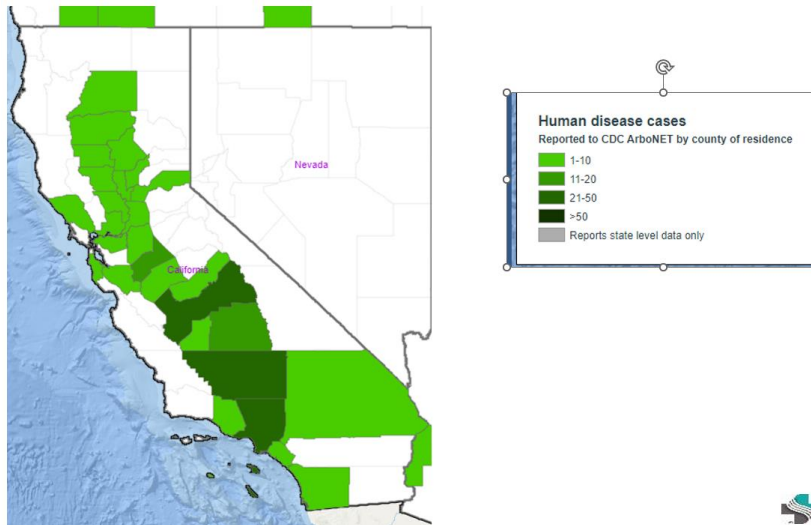 Nevada
California
Human disease cases
Reported to CDC ArboNET by county of residence
1-10
11-20
21-50
>50
Reports state level data only